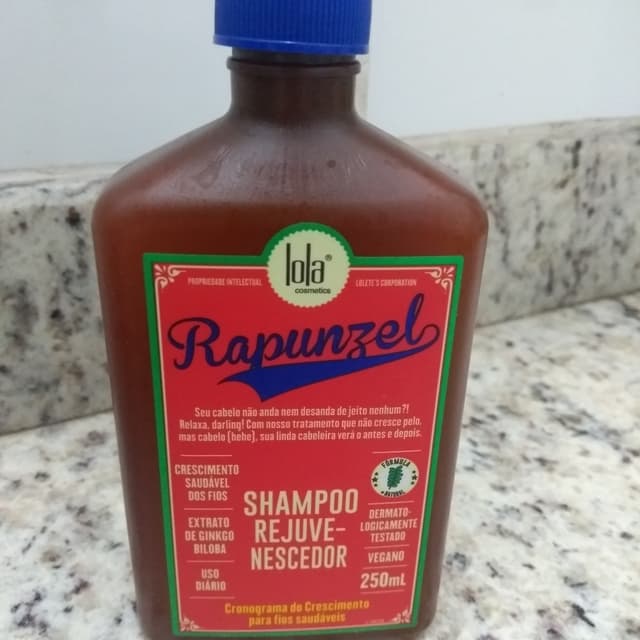 lola®
cosmetics
PROPRIEDADE INTELECTUAL
LOLETE'S CORPORATION
Rapunzel
Seu cabelo não anda nem desanda de jeito nenhum?!
Relaxa, darling! Com nosso tratamento que não cresce pelo,
mas cabelo [hehe], sua linda cabeleira verá o antes e depois.
CRESCIMENTO
SAUDÁVEL
DOS FIOS
EXTRATO
DE GINKGO
BILOBA
USO
DIÁRIO
SHAMPOO
REJUVE-
NESCEDOR
FÓRMULA
NATURAL
DERMATO-
LOGICAMENTE
TESTADO
VEGANO
250mL
Cronograma do Crescimento
para fios saudáveis